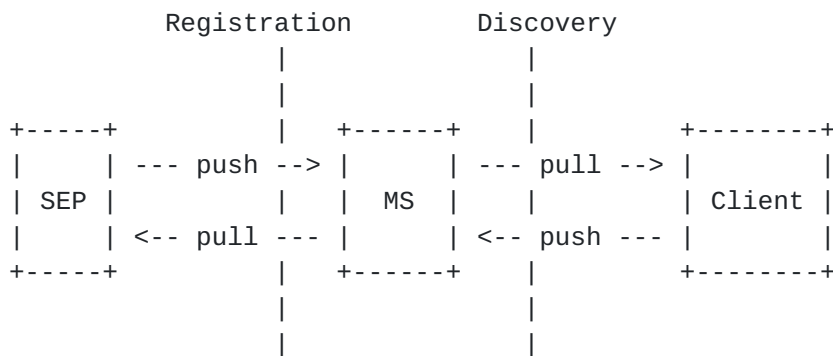 Registration Discovery
--- push --> --- pull -->
SEP MS Client
<-- pull --- <-- push ---